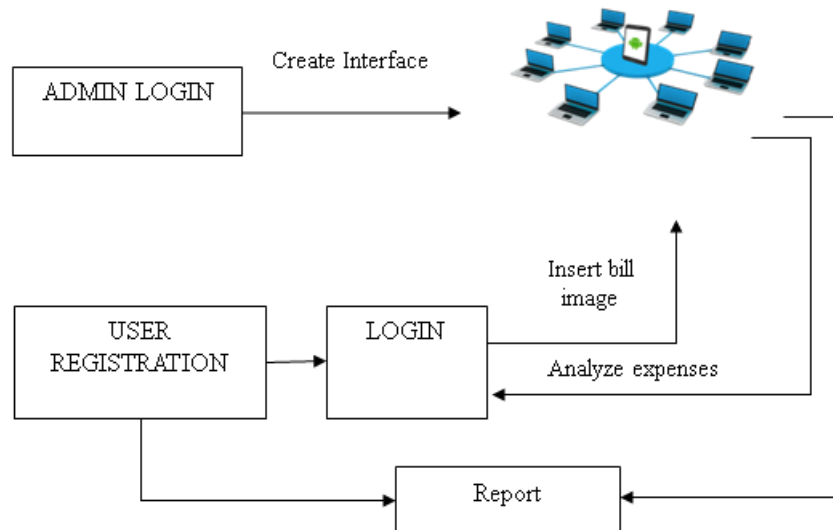 Create Interface
ADMIN LOGIN
Insert bill
image
USER
REGISTRATION
LOGIN
Analyze expenses
Report